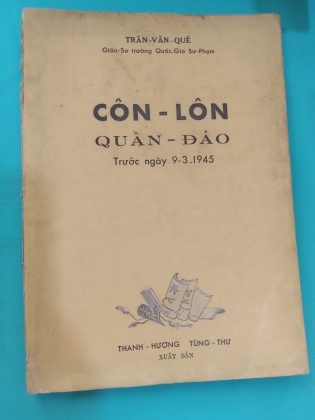 TRẦN-VĂN-QUẾ
Giáo-Sư trường Quốc.Gia Sư-Phạm
CÔN-LÔN
QUẦN-ĐẢO
Trước ngày 9-3.1945
THANH-HƯƠNG TÙNG-THƯ
XUẤT BẢN